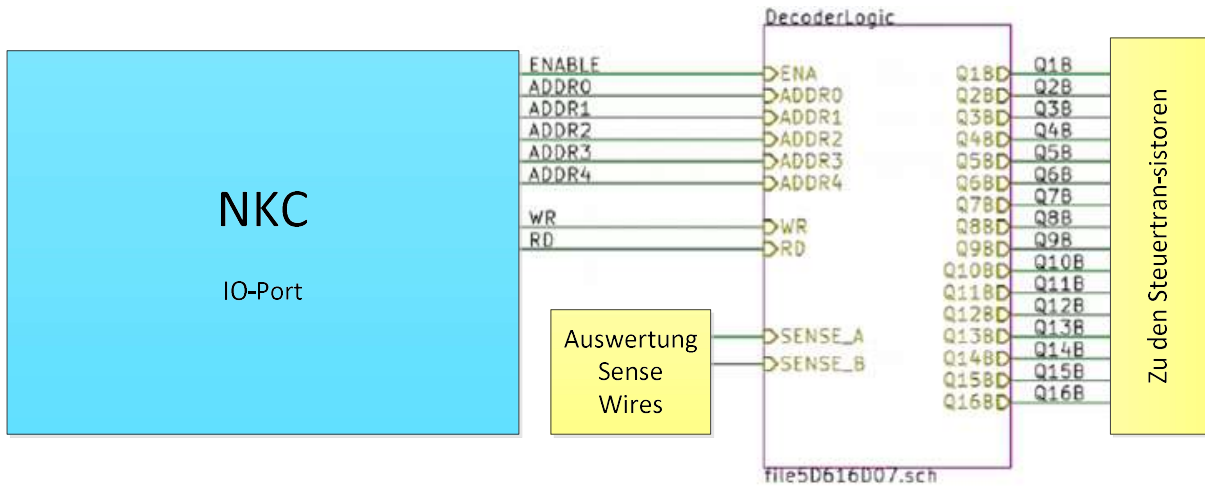 DecoderLogic
NKC
IO-Port
ENABLE
ADDR0
ADDR1
ADDR2
ADDR3
ADDR4
WR
RD
ENA
ADDR0
ADDR1
ADDR2
ADDR3
ADDR4
WR
RD
SENSE_A
SENSE_B
Auswertung
Sense
Wires
Q1B
Q2B
Q3B
Q4B
Q5B
Q6B
Q7B
Q8B
Q9B
Q10B
Q11B
Q12B
Q13B
Q14B
Q15B
Q16B
Q1B
Q2B
Q3B
Q4B
Q5B
Q6B
Q7B
Q8B
Q9B
Q10B
Q11B
Q12B
Q13B
Q14B
Q15B
Q16B
Zu den Steuertran-sistoren
file5D616D07.sch